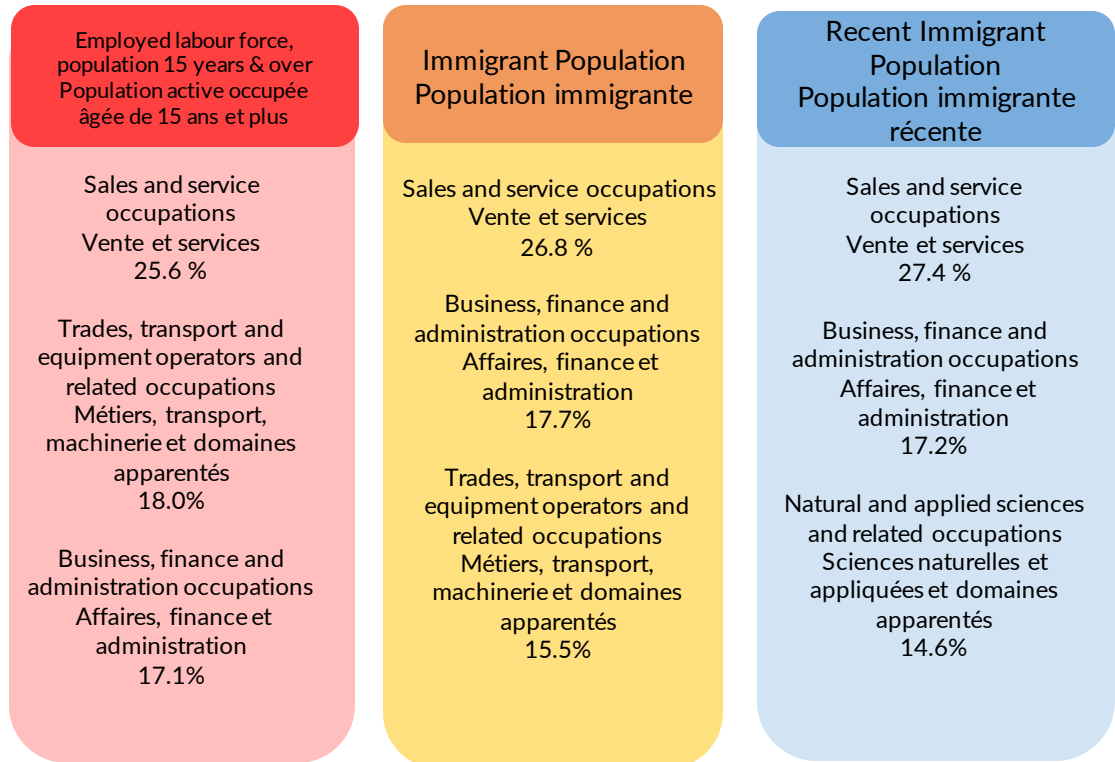 Employed labour force,
population 15 years & over
Population active occupée
âgée de 15 ans et plus
Sales and service
occupations
Vente et services
25.6 %
Trades, transport and
equipment operators and
related occupations
Métiers, transport,
machinerie et domaines
apparentés
18.0%
Business, finance and
administration occupations
Affaires, finance et
administration
17.1%
Immigrant Population
Population immigrante
Sales and service occupations
Vente et services
26.8 %
Business, finance and
administration occupations
Affaires, finance et
administration
17.7%
Trades, transport and
equipment operators and
related occupations
Métiers, transport,
machinerie et domaines
apparentés
15.5%
Recent Immigrant
Population
Population immigrante
récente
Sales and service
occupations
Vente et services
27.4 %
Business, finance and
administration occupations
Affaires, finance et
administration
17.2%
Natural and applied sciences
and related occupations
Sciences naturelles et
appliquées et domaines
apparentés
14.6%